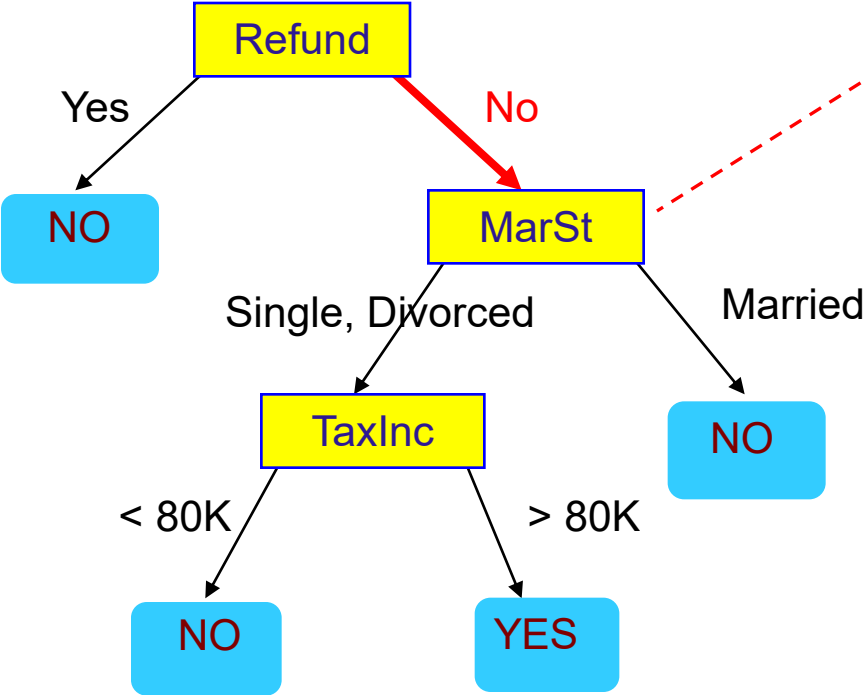 Refund
Yes
No
NO
MarSt
Single, Divorced
Married
TaxInc
NO
< 80K
> 80K
NO
YES